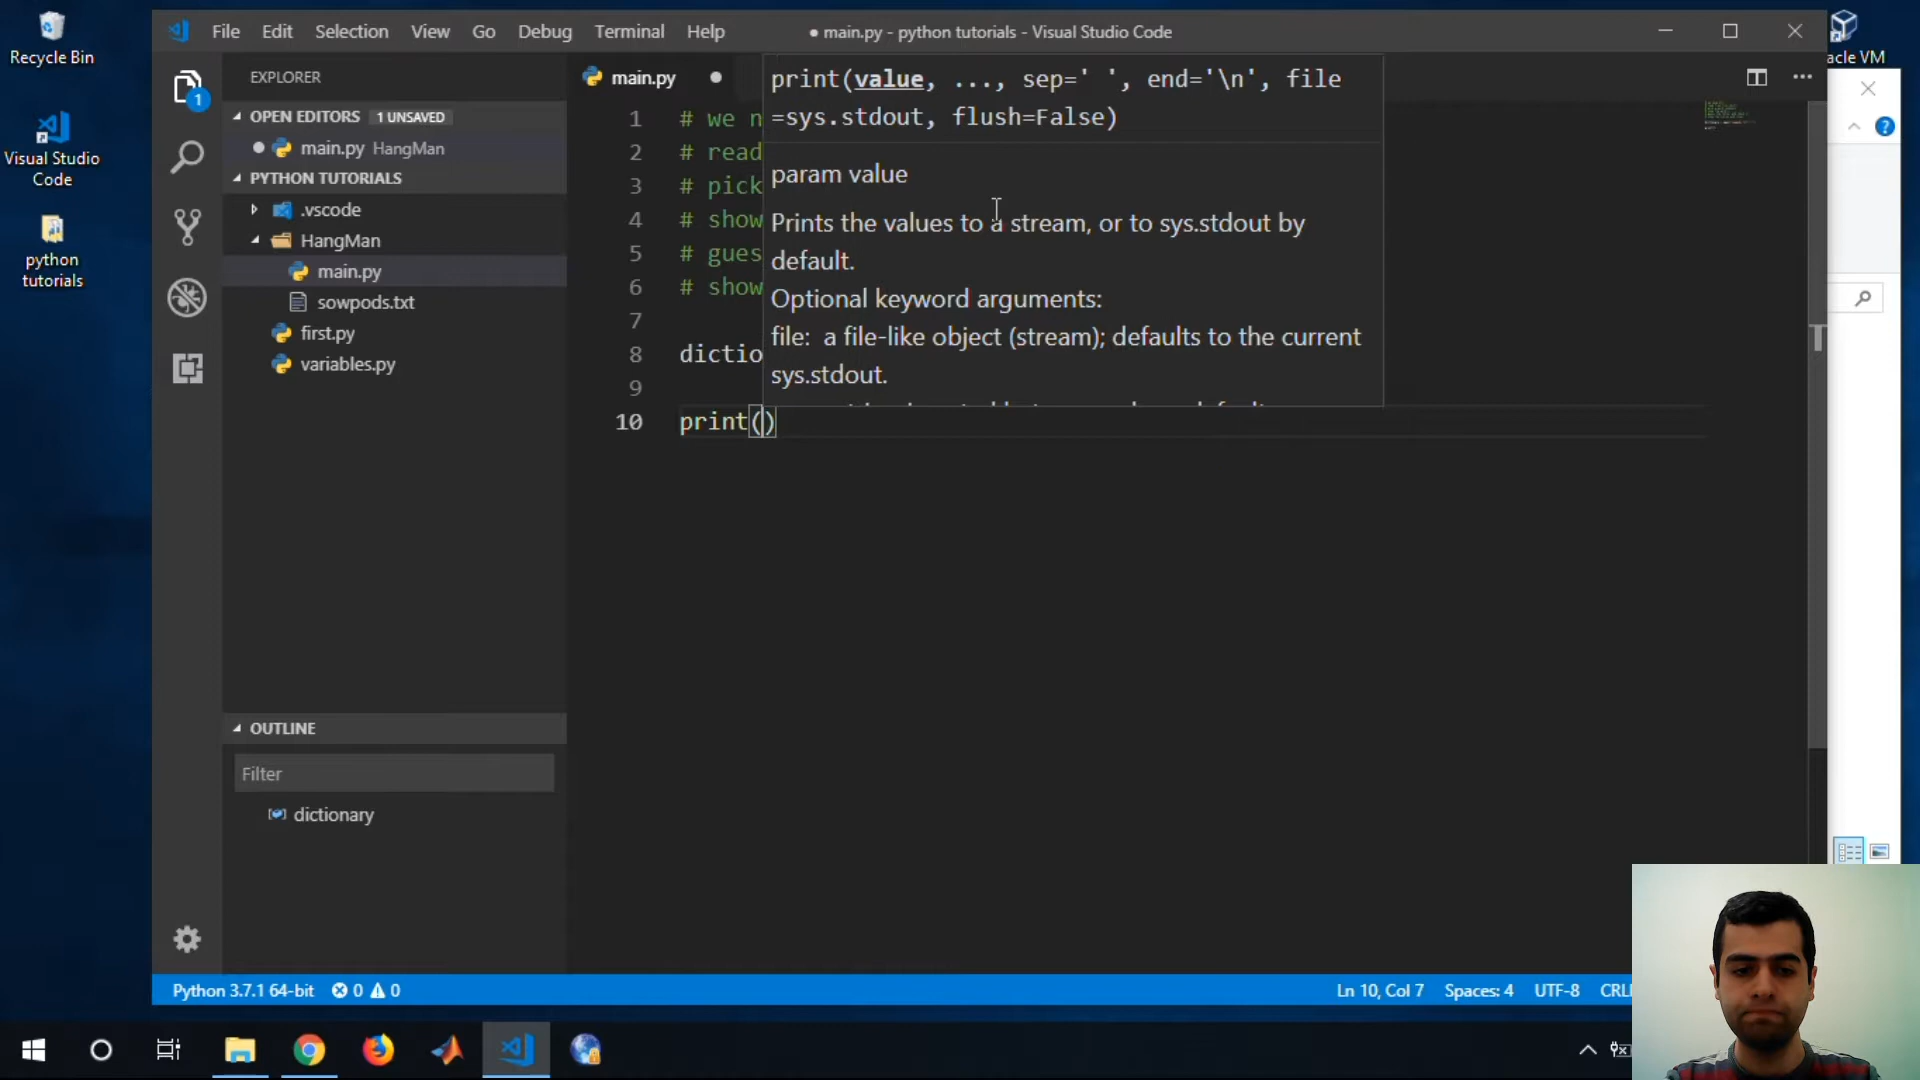 Recycle Bin
Visual Studio
Code
python
tutorials
File Edit Selection View Go Debug Terminal Help
● main.py - python tutorials - Visual Studio Code
acle VM
EXPLORER
OPEN EDITORS 1 UNSAVED
main.py HangMan
PYTHON TUTORIALS
.vscode
HangMan
main.py
sowpods.txt
first.py
variables.py
OUTLINE
Filter
dictionary
1
main.py
print(value, ..., sep=' ', end='\n', file
=sys.stdout, flush=False)
param value
Prints the values to a stream, or to sys.stdout by
default.
Optional keyword arguments:
file: a file-like object (stream); defaults to the current
sys.stdout.
1 # we n
2 # read
3 # pick
4 # show
5 # gues
6 # show
7
8 dictio
9
10 print()
Python 3.7.1 64-bit 0 0
Ln 10, Col 7 Spaces: 4 UTF-8 CRL